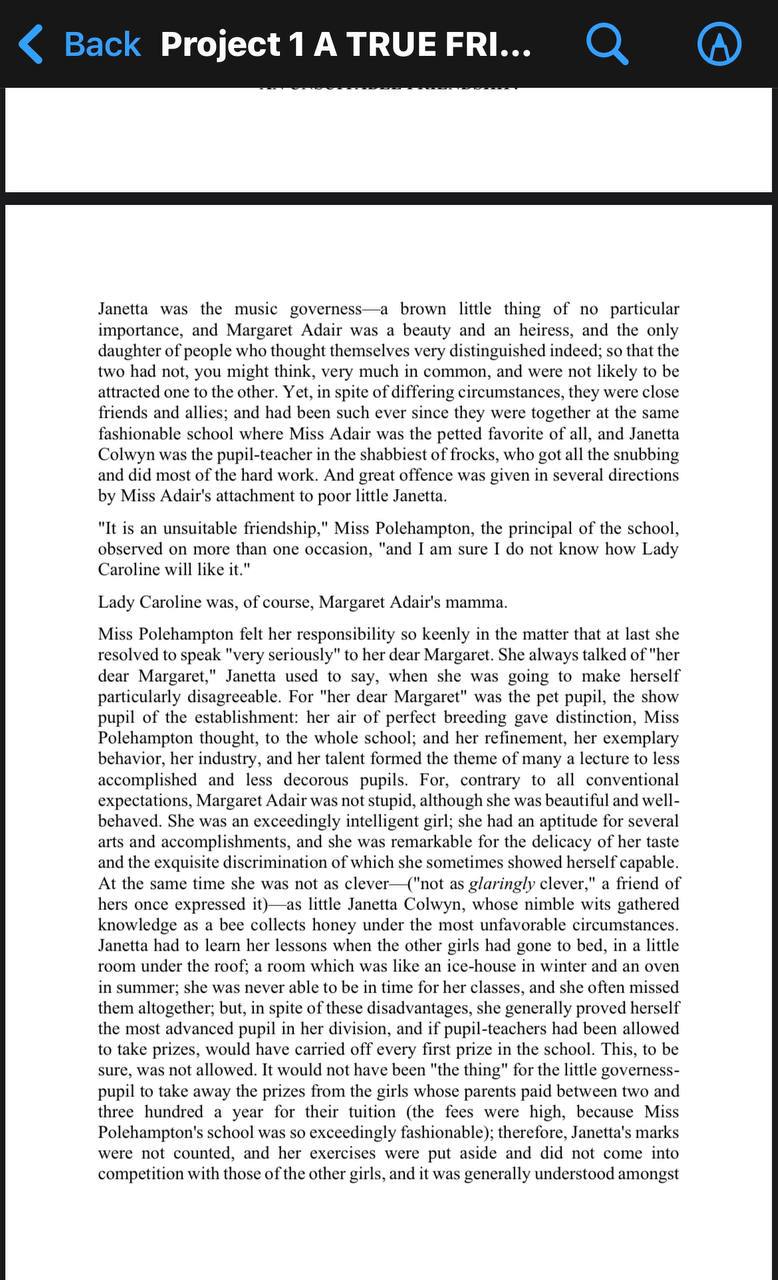 Back Project 1 A TRUE FRI...
AN UNSUITABLE FRIENDSHIP.
Janetta was the music governess—a brown little thing of no particular
importance, and Margaret Adair was a beauty and an heiress, and the only
daughter of people who thought themselves very distinguished indeed; so that the
two had not, you might think, very much in common, and were not likely to be
attracted one to the other. Yet, in spite of differing circumstances, they were close
friends and allies; and had been such ever since they were together at the same
fashionable school where Miss Adair was the petted favorite of all, and Janetta
Colwyn was the pupil-teacher in the shabbiest of frocks, who got all the snubbing
and did most of the hard work. And great offence was given in several directions
by Miss Adair's attachment to poor little Janetta.
"It is an unsuitable friendship," Miss Polehampton, the principal of the school,
observed on more than one occasion, "and I am sure I do not know how Lady
Caroline will like it."
Lady Caroline was, of course, Margaret Adair's mamma.
Miss Polehampton felt her responsibility so keenly in the matter that at last she
resolved to speak "very seriously" to her dear Margaret. She always talked of "her
dear Margaret," Janetta used to say, when she was going to make herself
particularly disagreeable. For "her dear Margaret" was the pet pupil, the show
pupil of the establishment: her air of perfect breeding gave distinction, Miss
Polehampton thought, to the whole school; and her refinement, her exemplary
behavior, her industry, and her talent formed the theme of many a lecture to less
accomplished and less decorous pupils. For, contrary to all conventional
expectations, Margaret Adair was not stupid, although she was beautiful and well-
behaved. She was an exceedingly intelligent girl; she had an aptitude for several
arts and accomplishments, and she was remarkable for the delicacy of her taste
and the exquisite discrimination of which she sometimes showed herself capable.
At the same time she was not as clever—("not as glaringly clever," a friend of
hers once expressed it)—as little Janetta Colwyn, whose nimble wits gathered
knowledge as a bee collects honey under the most unfavorable circumstances.
Janetta had to learn her lessons when the other girls had gone to bed, in a little
room under the roof; a room which was like an ice-house in winter and an oven
in summer; she was never able to be in time for her classes, and she often missed
them altogether; but, in spite of these disadvantages, she generally proved herself
the most advanced pupil in her division, and if pupil-teachers had been allowed
to take prizes, would have carried off every first prize in the school. This, to be
sure, was not allowed. It would not have been "the thing" for the little governess-
pupil to take away the prizes from the girls whose parents paid between two and
three hundred a year for their tuition (the fees were high, because Miss
Polehampton's school was so exceedingly fashionable); therefore, Janetta's marks
were not counted, and her exercises were put aside and did not come into
competition with those of the other girls, and it was generally understood amongst